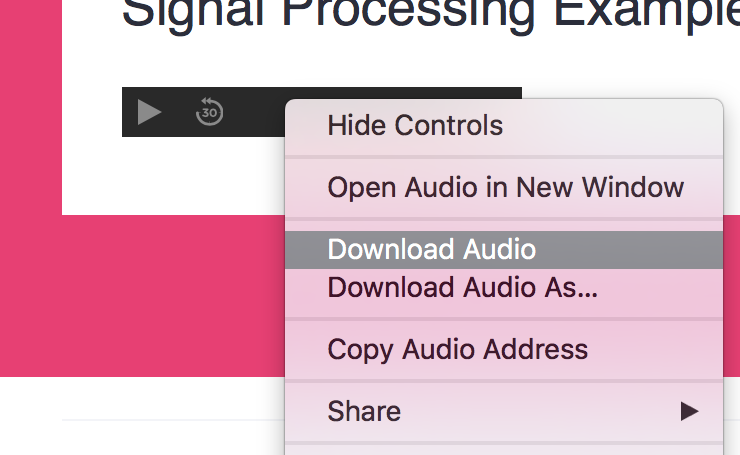 Signal Processing Example
30
Hide Controls
Open Audio in New Window
Download Audio
Download Audio As...
Copy Audio Address
Share